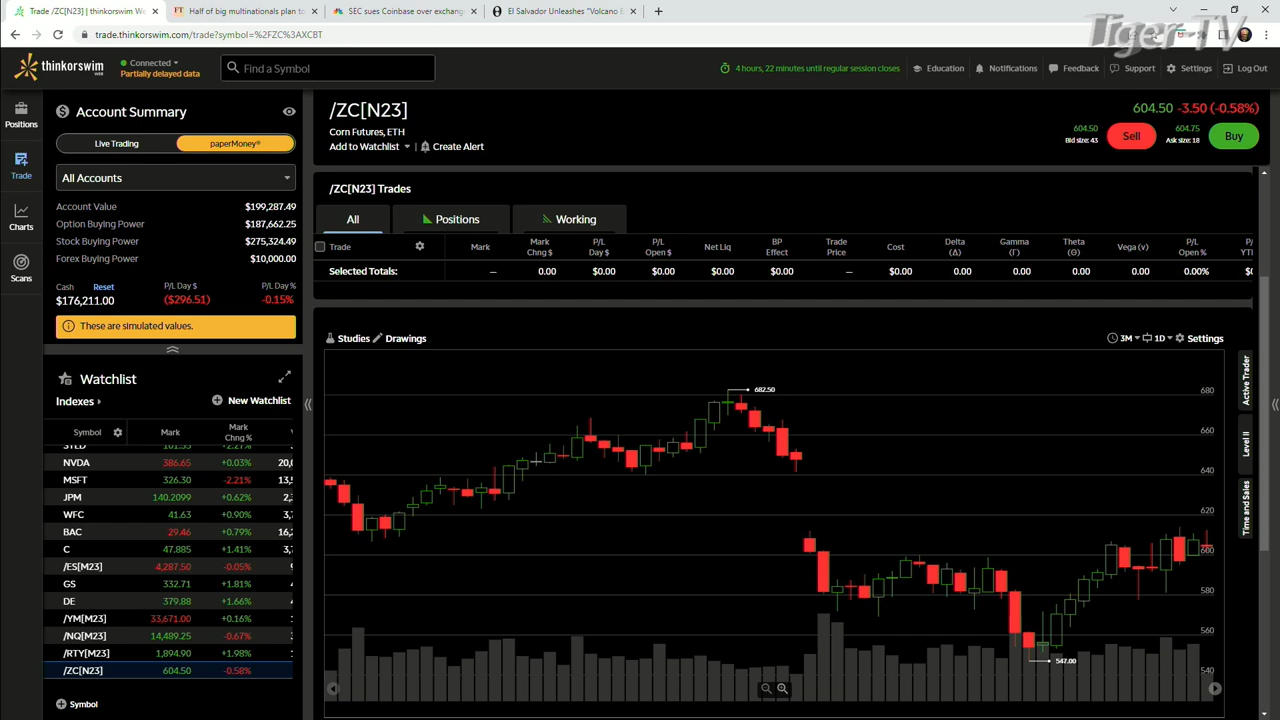 Trade /ZC[N23] | thinkorswim We
Half of big multinationals plan to
SEC sues Coinbase over exchang
El Salvador Unleashes "Volcano E
trade.thinkorswim.com/trade?symbol=%2FZC%3AXCBT
Tiger-TV
thinkorswim WEB
Connected
Partially delayed data
Find a Symbol
4 hours, 22 minutes until regular session closes
Education
Notifications
Feedback
Support
Settings
Log Out
Positions
Trade
Charts
Scans
Account Summary
Live Trading
paperMoney®
All Accounts
Account Value $199,287.49
Option Buying Power $187,662.25
Stock Buying Power $275,324.49
Forex Buying Power $10,000.00
Cash Reset P/L Day $ P/L Day %
$176,211.00 ($296.51) -0.15%
These are simulated values.
Watchlist
Indexes
New Watchlist
Symbol Mark Mark Chng %
NVDA 386.65 +0.03%
MSFT 326.30 -2.21%
JPM 140.2099 +0.62%
WFC 41.63 +0.90%
BAC 29.46 +0.79%
C 47.885 +1.41%
/ES[M23] 4,287.50 -0.05%
GS 332.71 +1.81%
DE 379.88 +1.66%
/YM[M23] 33,671.00 +0.16%
/NQ[M23] 14,489.25 -0.67%
/RTY[M23] 1,894.90 +1.98%
/ZC[N23] 604.50 -0.58%
Symbol
/ZC[N23]
Corn Futures, ETH
Add to Watchlist | Create Alert
604.50 -3.50 (-0.58%)
604.50
Bid size: 43
Sell
604.75
Ask size: 18
Buy
/ZC[N23] Trades
All
Positions
Working
Trade Mark Mark Chng $ P/L Day $ P/L Open $ Net Liq BP Effect Trade Price Cost Delta (Δ) Gamma (Γ) Theta (Θ) Vega (v) P/L Open % P/ YTI
Selected Totals: — 0.00 $0.00 $0.00 $0.00 $0.00 — $0.00 0.00 0.00 0.00 0.00 0.00%
Studies
Drawings
3M
1D
Settings
682.50
547.00
680
660
640
620
600
580
560
540
Active Trader
Level II
Time and Sales